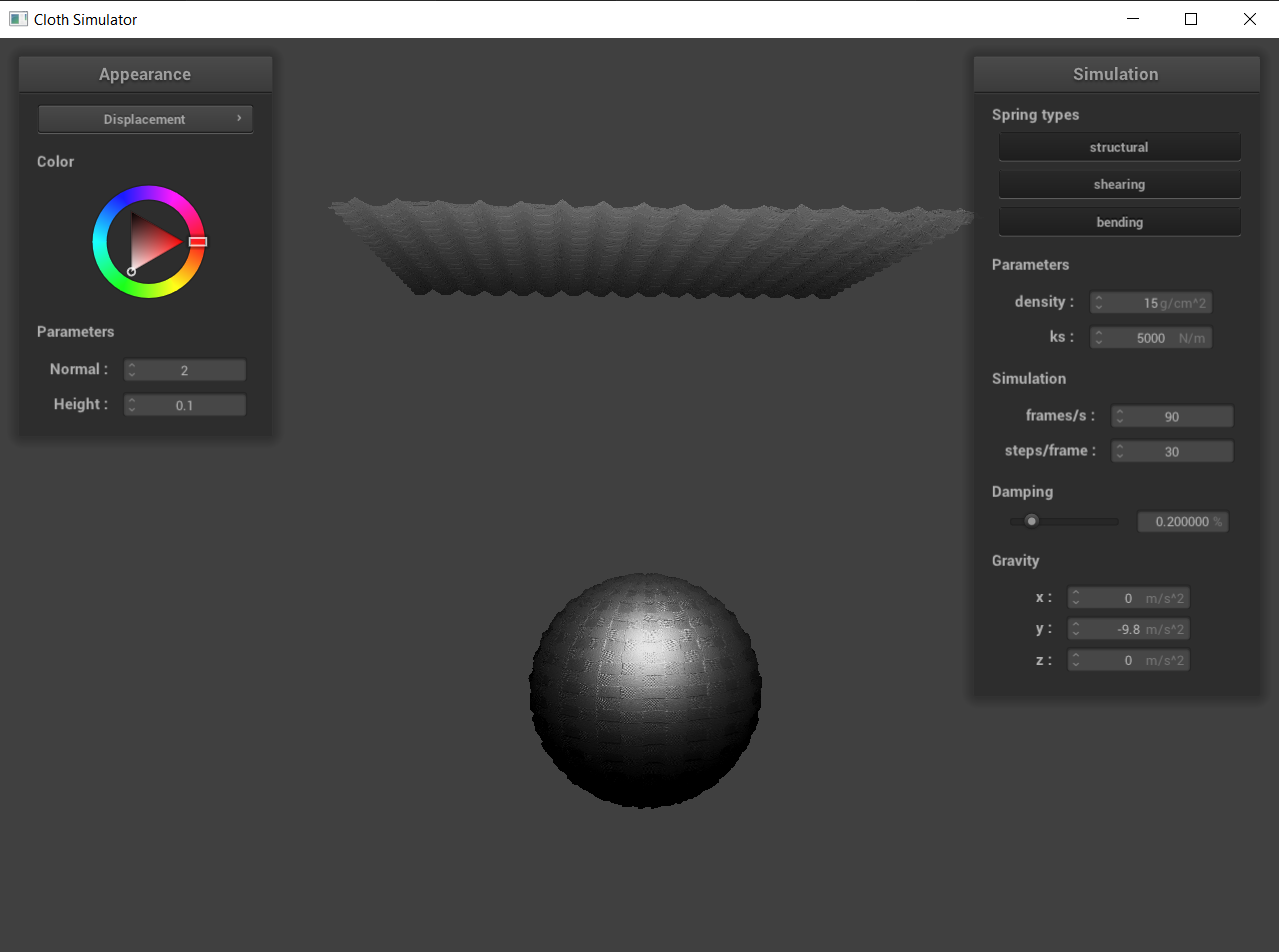 Cloth Simulator
Appearance
Displacement
Color
Parameters
Normal : 2
Height : 0.1
Simulation
Spring types
structural
shearing
bending
Parameters
density : 15 g/cm^2
ks : 5000 N/m
Simulation
frames/s : 90
steps/frame : 30
Damping
0.200000 %
Gravity
x : 0 m/s^2
y : -9.8 m/s^2
z : 0 m/s^2